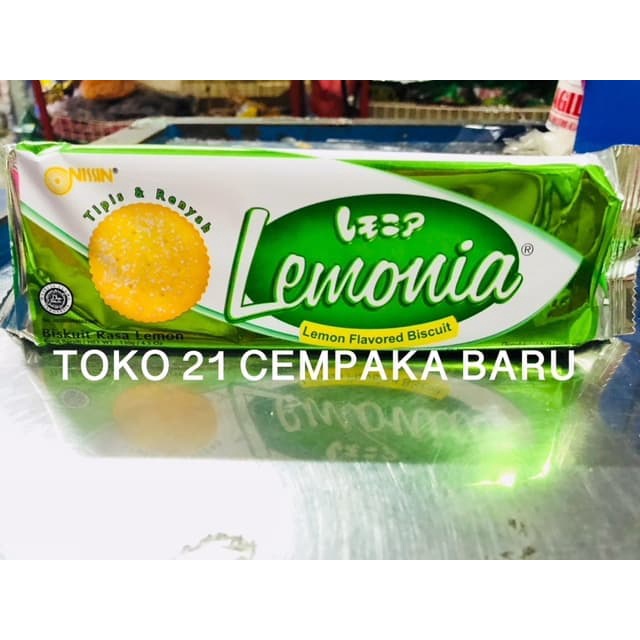 NISSIN®
Tipis & Renyah
レモニア
Lemonia®
Lemon Flavored Biscuit
Biskuit Rasa Lemon
TOKO 21 CEMPAKA BARU